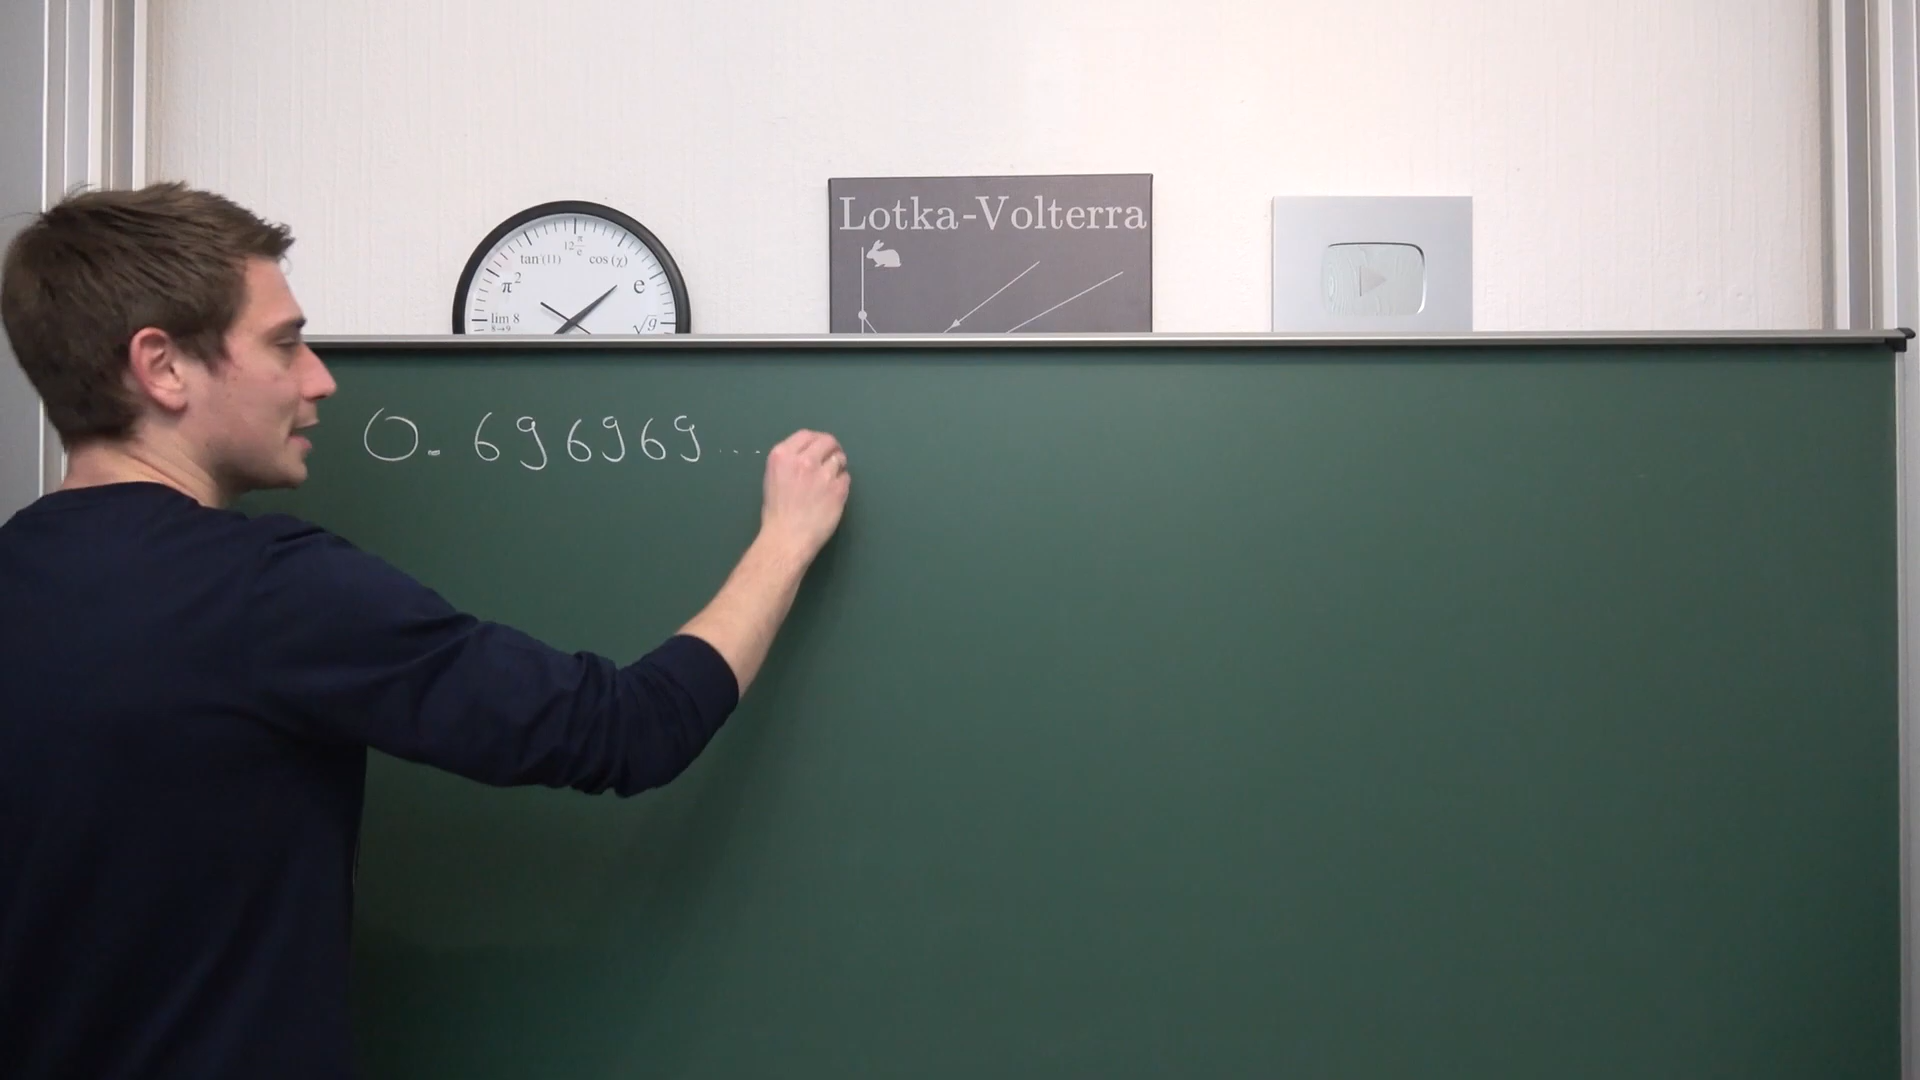 12 π/e
tan (11) cos (χ)
π² e
lim 8 √g
8→9
Lotka-Volterra
0. 696969...